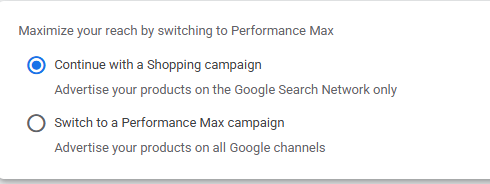 Maximize your reach by switching to Performance Max
Continue with a Shopping campaign
Advertise your products on the Google Search Network only
Switch to a Performance Max campaign
Advertise your products on all Google channels